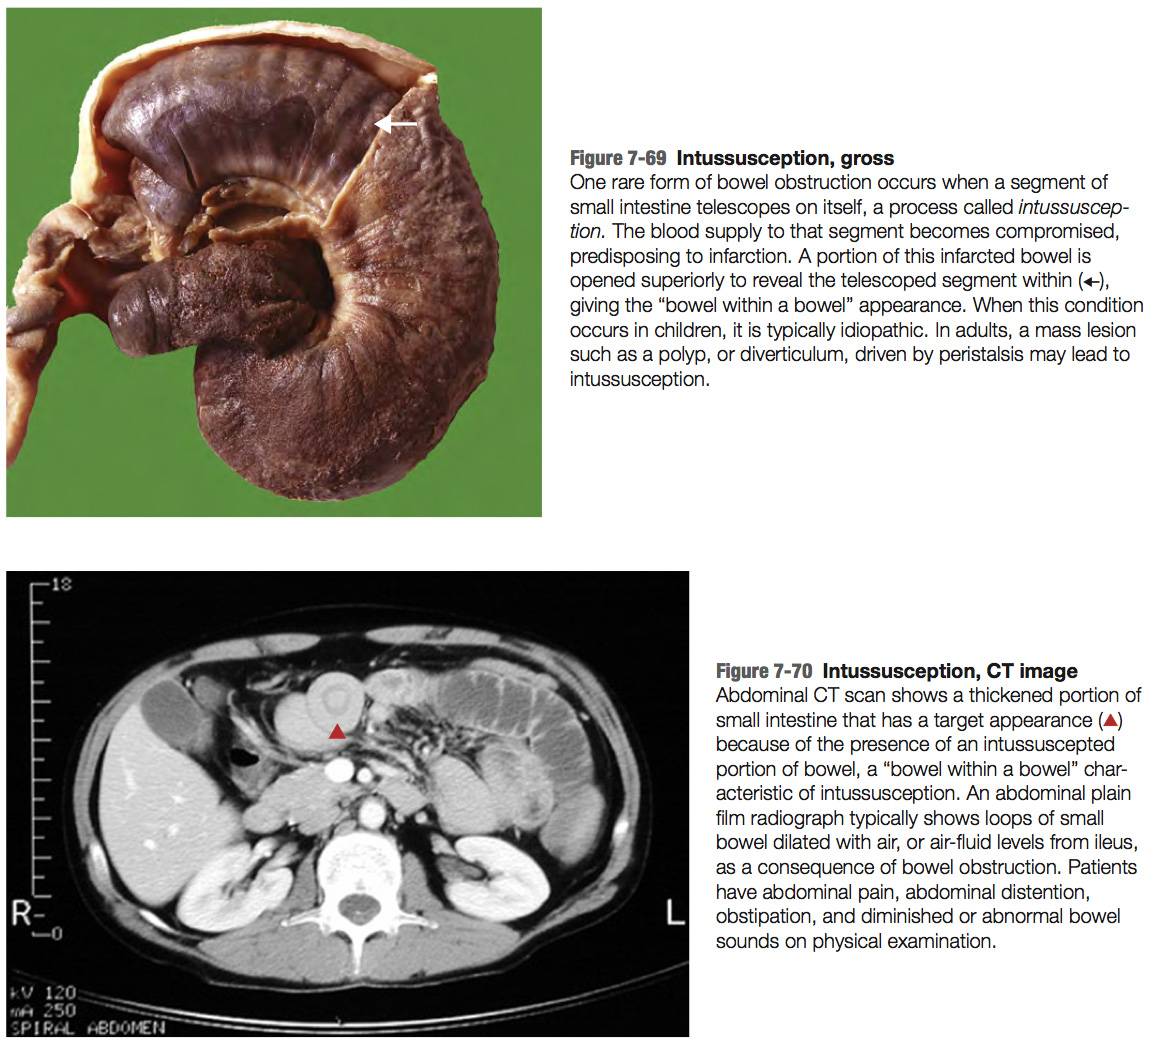 Figure 7-69 Intussusception, gross
One rare form of bowel obstruction occurs when a segment of
small intestine telescopes on itself, a process called intussuscep-
tion. The blood supply to that segment becomes compromised,
predisposing to infarction. A portion of this infarcted bowel is
opened superiorly to reveal the telescoped segment within (←),
giving the “bowel within a bowel” appearance. When this condition
occurs in children, it is typically idiopathic. In adults, a mass lesion
such as a polyp, or diverticulum, driven by peristalsis may lead to
intussusception.
18
R
0
L
kV 120
mA 250
SPIRAL ABDOMEN
Figure 7-70 Intussusception, CT image
Abdominal CT scan shows a thickened portion of
small intestine that has a target appearance (▲)
because of the presence of an intussuscepted
portion of bowel, a “bowel within a bowel” char-
acteristic of intussusception. An abdominal plain
film radiograph typically shows loops of small
bowel dilated with air, or air-fluid levels from ileus,
as a consequence of bowel obstruction. Patients
have abdominal pain, abdominal distention,
obstipation, and diminished or abnormal bowel
sounds on physical examination.